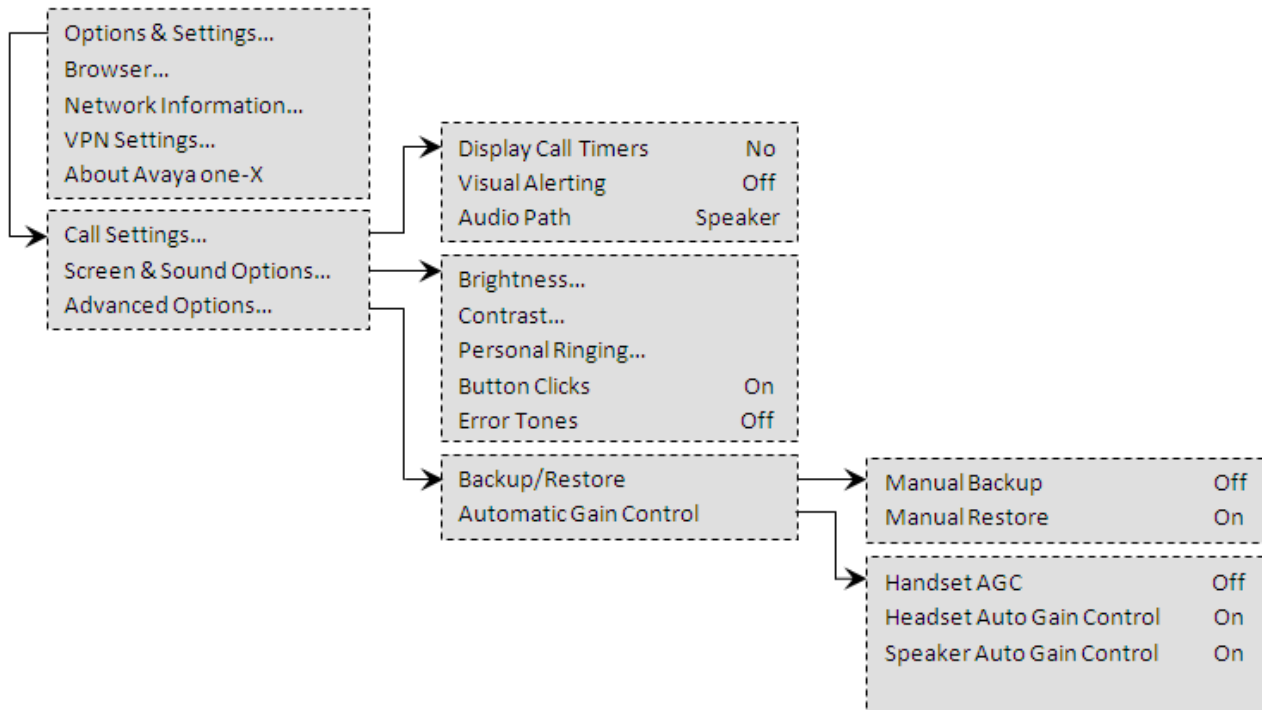 Options & Settings...
Browser...
Network Information...
VPN Settings...
About Avaya one-X
Call Settings...
Screen & Sound Options...
Advanced Options...
Display Call Timers No
Visual Alerting Off
Audio Path Speaker
Brightness...
Contrast...
Personal Ringing...
Button Clicks On
Error Tones Off
Backup/Restore
Automatic Gain Control
Manual Backup Off
Manual Restore On
Handset AGC Off
Headset Auto Gain Control On
Speaker Auto Gain Control On